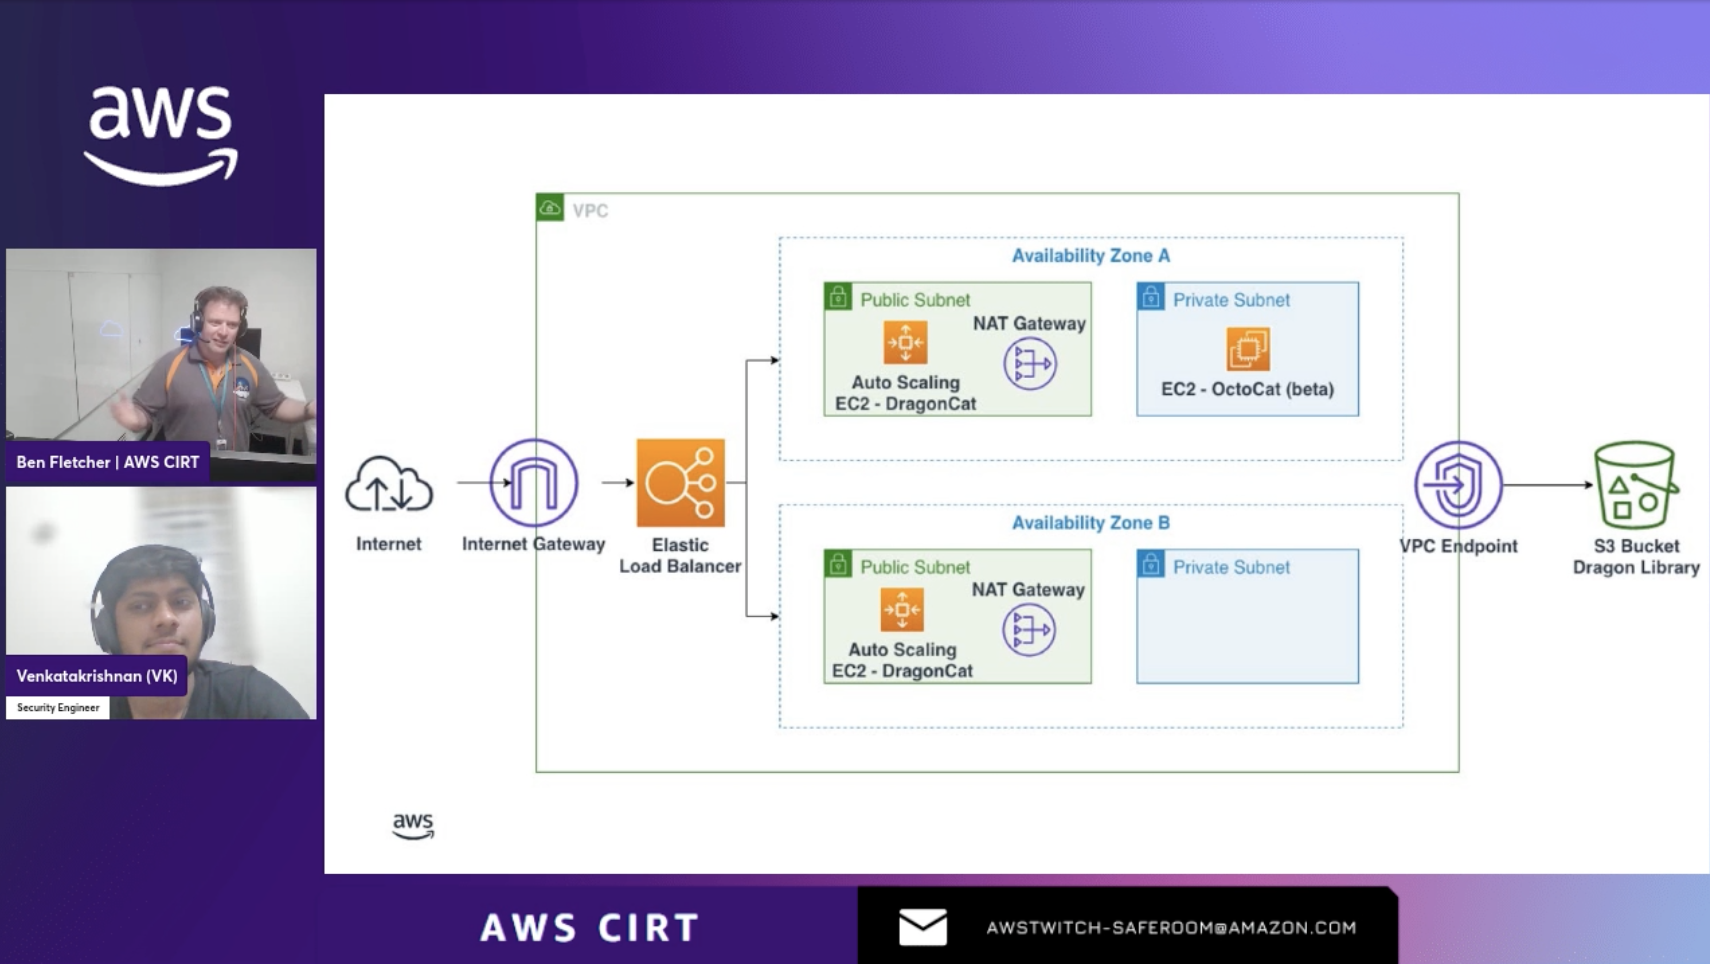 aws
Ben Fletcher | AWS CIRT
Venkatakrishnan (VK)
Security Engineer
VPC
Availability Zone A
Public Subnet
NAT Gateway
Auto Scaling
EC2 - DragonCat
Private Subnet
EC2 - OctoCat (beta)
Internet
Internet Gateway
Elastic
Load Balancer
Availability Zone B
Public Subnet
NAT Gateway
Auto Scaling
EC2 - DragonCat
Private Subnet
VPC Endpoint
S3 Bucket
Dragon Library
aws
AWS CIRT
AWSTWITCH-SAFEROOM@AMAZON.COM